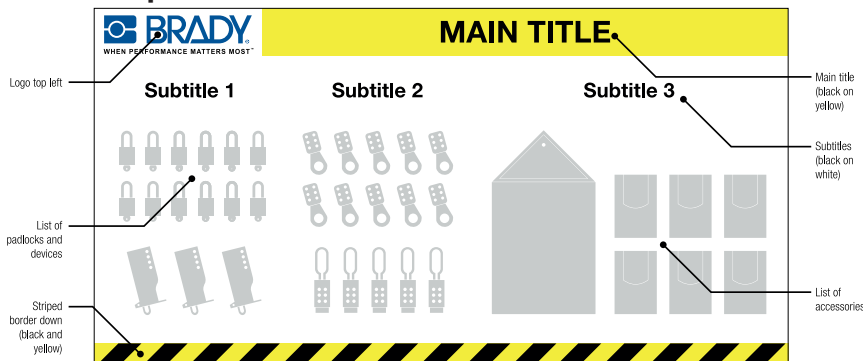 BRADY
WHEN PERFORMANCE MATTERS MOST™
MAIN TITLE
Logo top left
Subtitle 1
Subtitle 2
Subtitle 3
Main title
(black on
yellow)
Subtitles
(black on
white)
List of
padlocks and
devices
Striped
border down
(black and
yellow)
List of
accessories